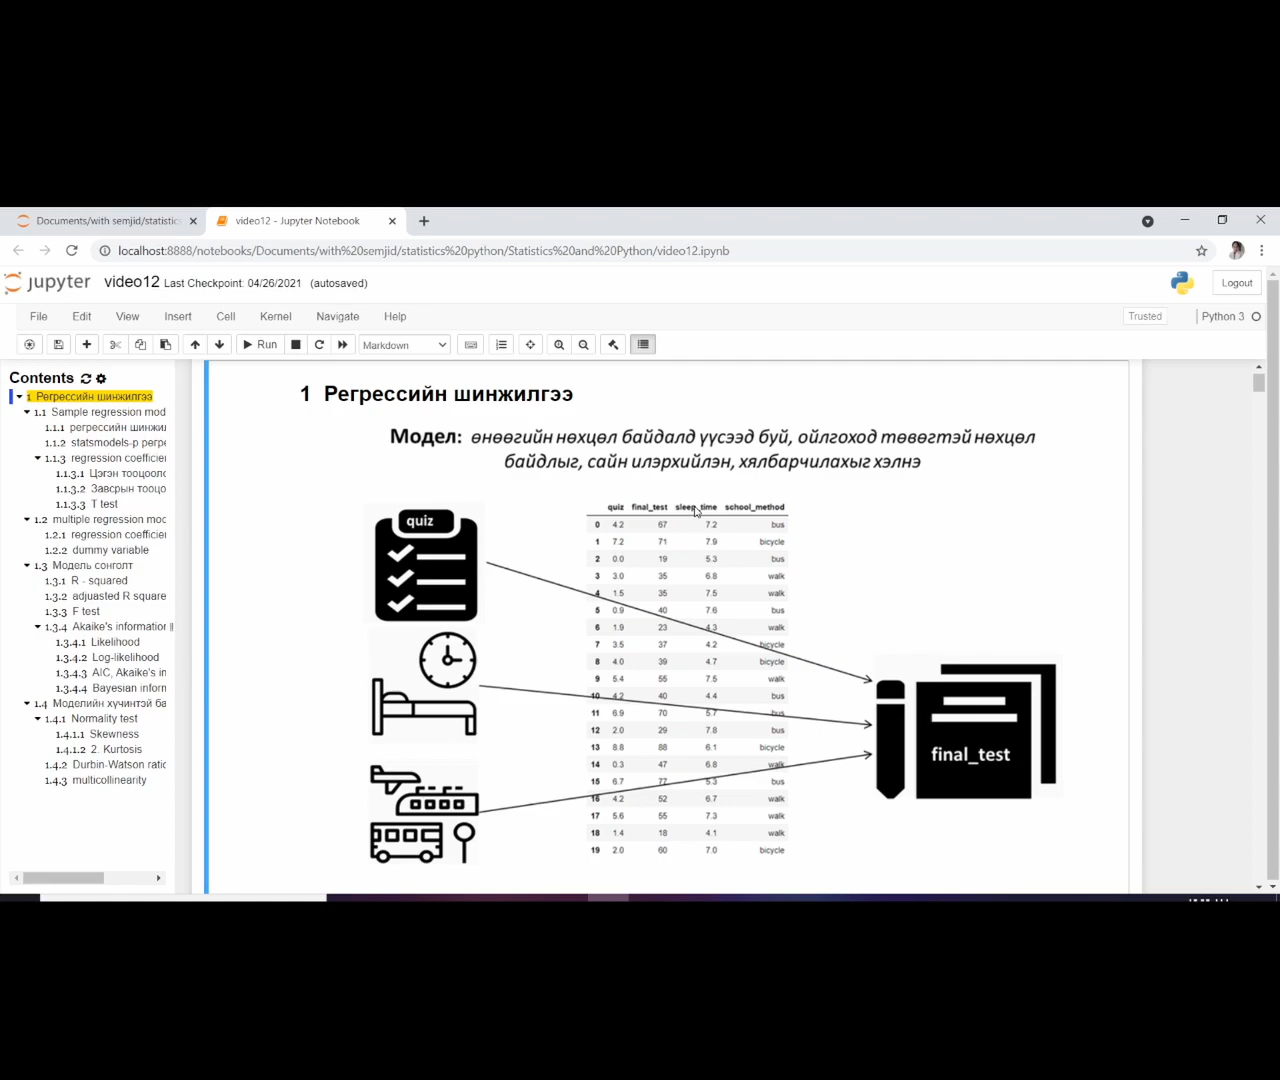 Documents/with semjid/statistic
video12 - Jupyter Notebook
localhost:8888/notebooks/Documents/with%20semjid/statistics%20python/Statistics%20and%20Python/video12.ipynb
jupyter video12 Last Checkpoint: 04/26/2021 (autosaved)
Logout
File Edit View Insert Cell Kernel Navigate Help
Trusted
Python 3
Run
Markdown
Contents
1 Регрессийн шинжилгээ
1.1 Sample regression mod
1.1.1 регрессийн шинжи
1.1.2 statsmodels-р регре
1.1.3 regression coefficie
1.1.3.1 Цэгэн тооцоол
1.1.3.2 Завсрын тооцо
1.1.3.3 T test
1.2 multiple regression mod
1.2.1 regression coefficie
1.2.2 dummy variable
1.3 Модель сонголт
1.3.1 R - squared
1.3.2 adjuasted R square
1.3.3 F test
1.3.4 Akaike's information
1.3.4.1 Likelihood
1.3.4.2 Log-likelihood
1.3.4.3 AIC, Akaike's in
1.3.4.4 Bayesian inforn
1.4 Моделийн хүчинтэй ба
1.4.1 Normality test
1.4.1.1 Skewness
1.4.1.2 2. Kurtosis
1.4.2 Durbin-Watson ratic
1.4.3 multicollinearity
1 Регрессийн шинжилгээ
Модел: өнөөгийн нөхцөл байдалд үүсээд буй, ойлгоход төвөгтэй нөхцөл
байдлыг, сайн илэрхийлэн, хялбарчилахыг хэлнэ
quiz
quiz final_test sleep_time school_method
0 4.2 67 7.2 bus
1 7.2 71 7.9 bicycle
2 0.0 19 5.3 bus
3 3.0 35 6.8 walk
4 1.5 35 7.5 walk
5 0.9 40 7.6 bus
6 1.9 23 4.3 walk
7 3.5 37 4.2 bicycle
8 4.0 39 4.7 bicycle
9 5.4 55 7.5 walk
10 4.2 40 4.4 bus
11 6.9 70 5.7 bus
12 2.0 29 7.8 bus
13 8.8 88 6.1 bicycle
14 0.3 47 6.8 walk
15 6.7 77 5.3 bus
16 4.2 52 6.7 walk
17 5.6 55 7.3 walk
18 1.4 18 4.1 walk
19 2.0 60 7.0 bicycle
final_test